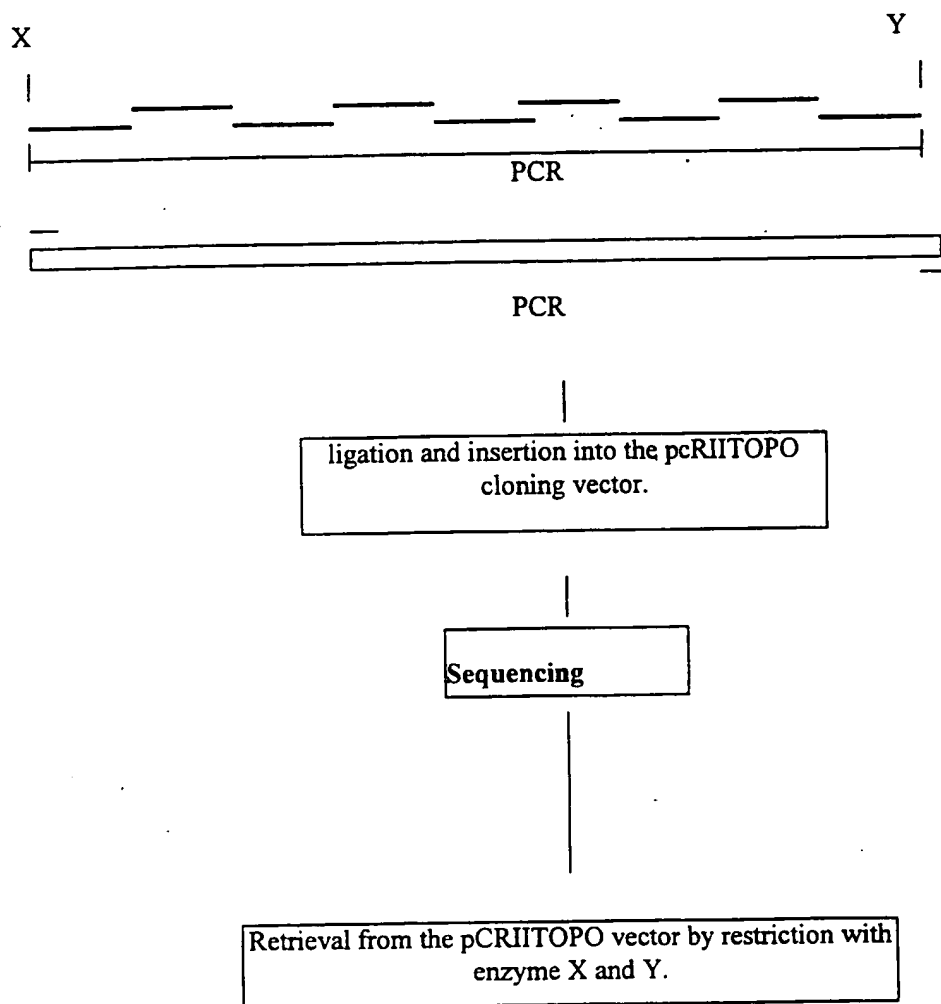 X
Y
PCR
PCR
ligation and insertion into the pcRIITOPO
cloning vector.
Sequencing
Retrieval from the pCRIITOPO vector by restriction with
enzyme X and Y.